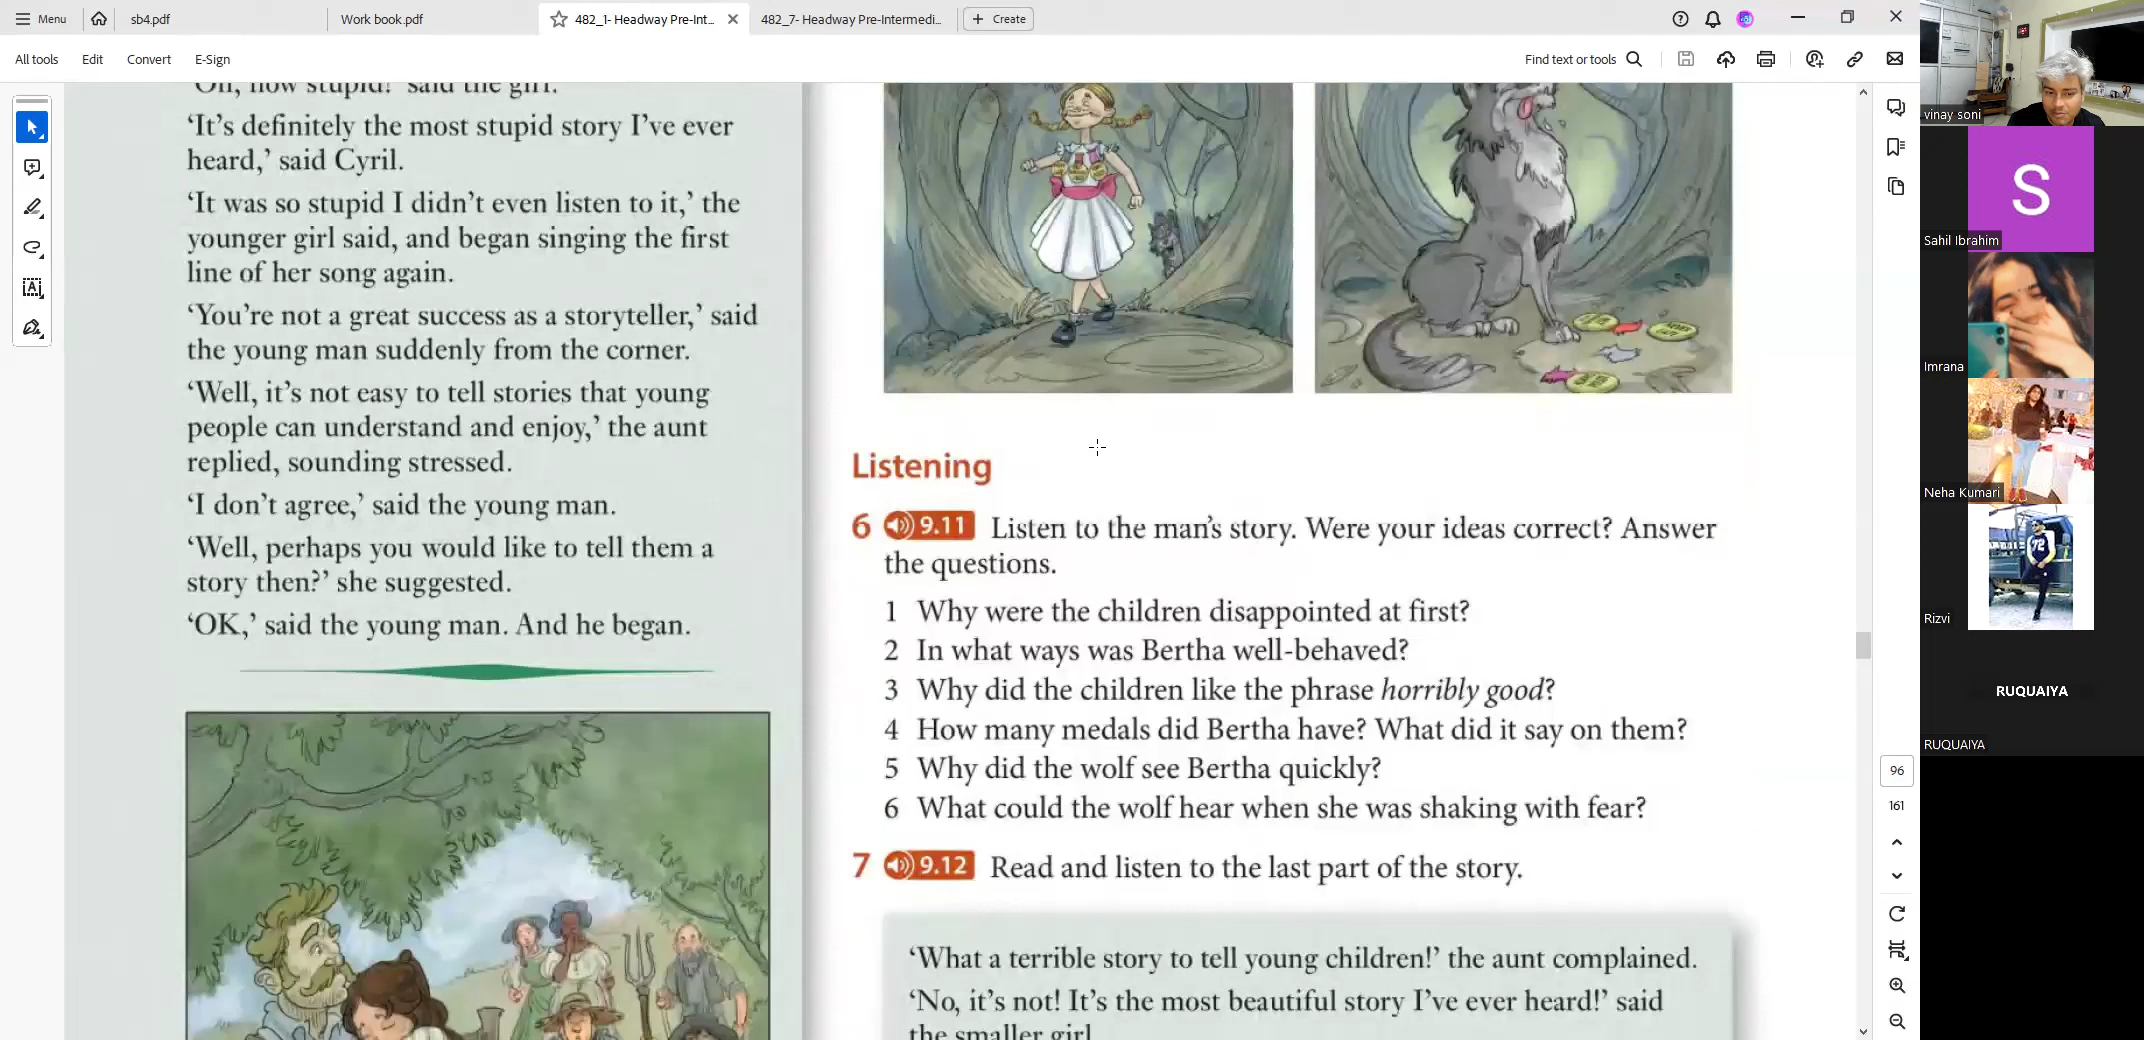 Menu
sb4.pdf
Work book.pdf
482_1- Headway Pre-Int...
482_7- Headway Pre-Intermedi...
Create
All tools
Edit
Convert
E-Sign
Find text or tools
'Oh, how stupid!' said the girl.
'It's definitely the most stupid story I've ever
heard,' said Cyril.
'It was so stupid I didn't even listen to it,' the
younger girl said, and began singing the first
line of her song again.
'You're not a great success as a storyteller,' said
the young man suddenly from the corner.
'Well, it's not easy to tell stories that young
people can understand and enjoy,' the aunt
replied, sounding stressed.
'I don't agree,' said the young man.
'Well, perhaps you would like to tell them a
story then?' she suggested.
'OK,' said the young man. And he began.
Listening
6 9.11 Listen to the man's story. Were your ideas correct? Answer
the questions.
1 Why were the children disappointed at first?
2 In what ways was Bertha well-behaved?
3 Why did the children like the phrase horribly good?
4 How many medals did Bertha have? What did it say on them?
5 Why did the wolf see Bertha quickly?
6 What could the wolf hear when she was shaking with fear?
7 9.12 Read and listen to the last part of the story.
'What a terrible story to tell young children!' the aunt complained.
'No, it's not! It's the most beautiful story I've ever heard!' said
the smaller girl
96
161
vinay soni
S
Sahil Ibrahim
Imrana
Neha Kumari
72
Rizvi
RUQUAIYA
RUQUAIYA